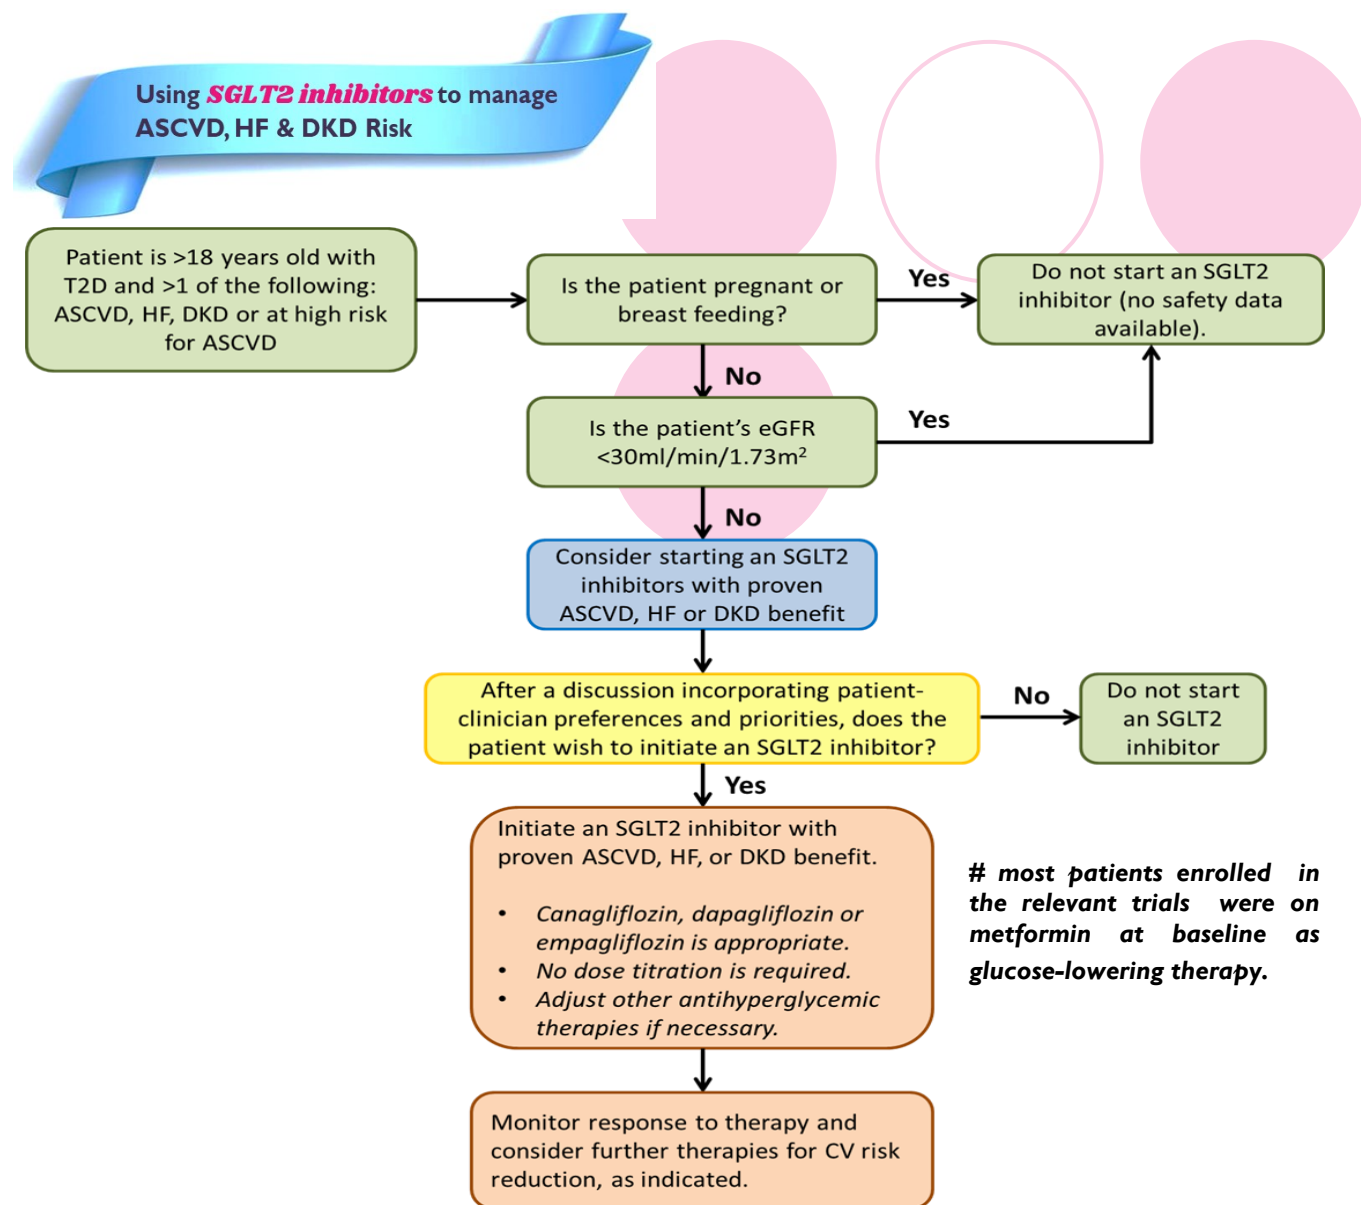 Using SGLT2 inhibitors to manage
ASCVD, HF & DKD Risk
Patient is >18 years old with
T2D and >1 of the following:
ASCVD, HF, DKD or at high risk
for ASCVD
Is the patient pregnant or
breast feeding?
Yes
Do not start an SGLT2
inhibitor (no safety data
available).
No
Is the patient’s eGFR
<30ml/min/1.73m²
Yes
No
Consider starting an SGLT2
inhibitors with proven
ASCVD, HF or DKD benefit
After a discussion incorporating patient-
clinician preferences and priorities, does the
patient wish to initiate an SGLT2 inhibitor?
No
Do not start
an SGLT2
inhibitor
Yes
Initiate an SGLT2 inhibitor with
proven ASCVD, HF, or DKD benefit.
• Canagliflozin, dapagliflozin or
empagliflozin is appropriate.
• No dose titration is required.
• Adjust other antihyperglycemic
therapies if necessary.
# most patients enrolled in
the relevant trials were on
metformin at baseline as
glucose-lowering therapy.
Monitor response to therapy and
consider further therapies for CV risk
reduction, as indicated.